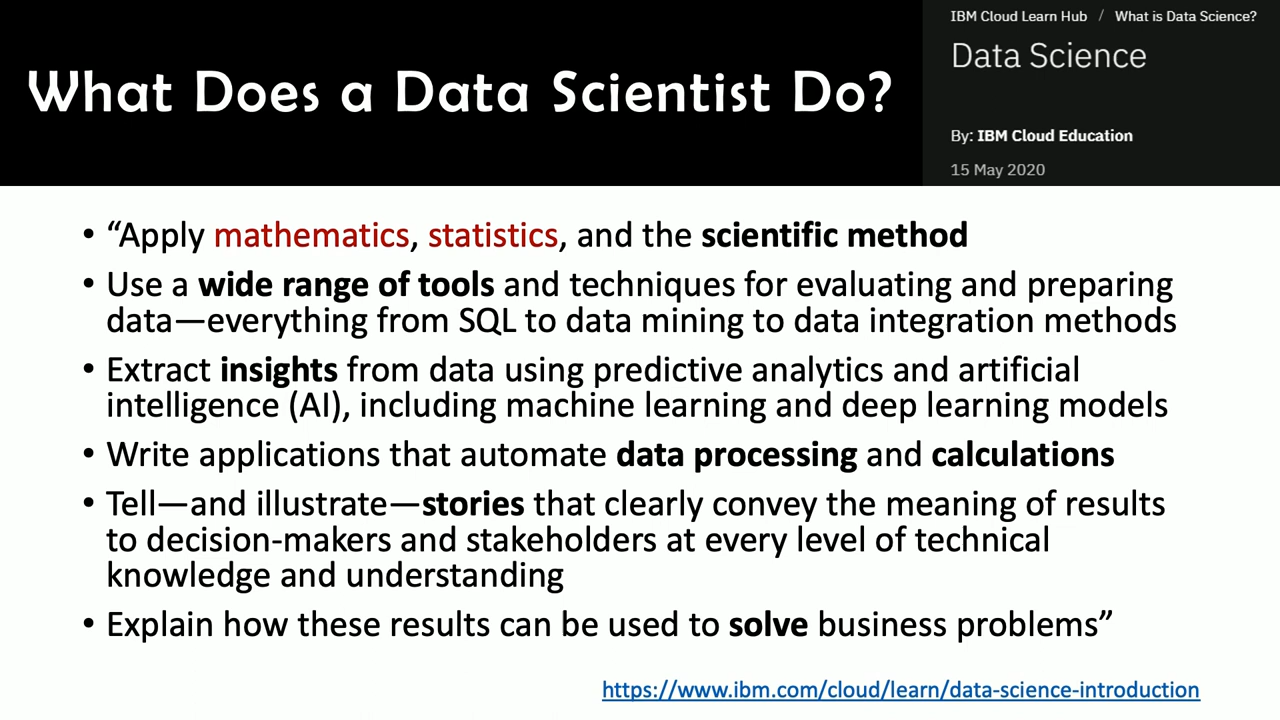 What Does a Data Scientist Do?
IBM Cloud Learn Hub / What is Data Science?
Data Science
By: IBM Cloud Education
15 May 2020
• “Apply mathematics, statistics, and the scientific method
• Use a wide range of tools and techniques for evaluating and preparing
data—everything from SQL to data mining to data integration methods
• Extract insights from data using predictive analytics and artificial
intelligence (AI), including machine learning and deep learning models
• Write applications that automate data processing and calculations
• Tell—and illustrate—stories that clearly convey the meaning of results
to decision-makers and stakeholders at every level of technical
knowledge and understanding
• Explain how these results can be used to solve business problems”
https://www.ibm.com/cloud/learn/data-science-introduction